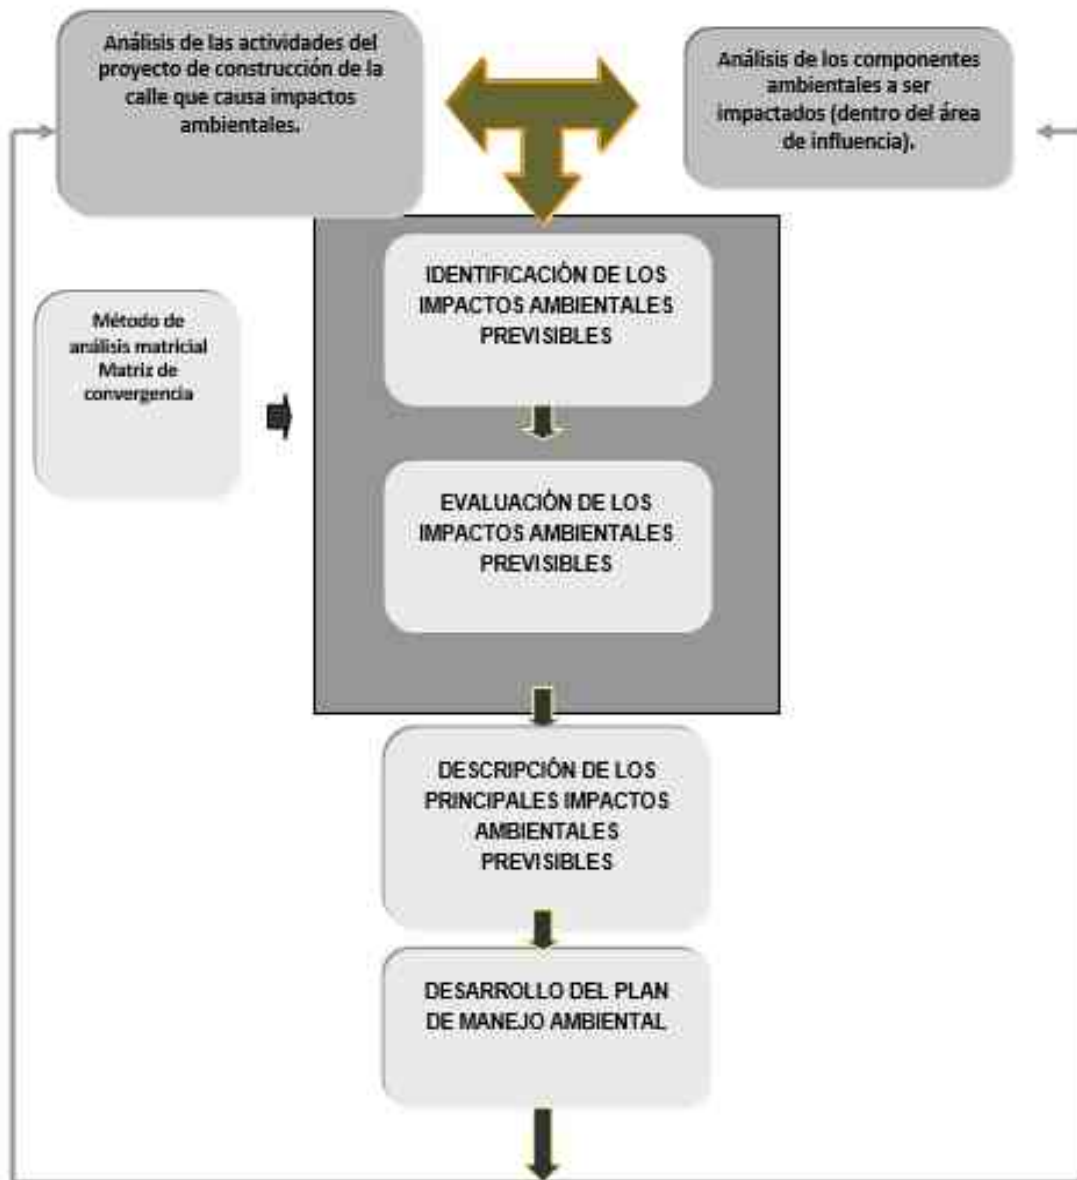 Análisis de las actividades del
proyecto de construcción de la
calle que causa impactos
ambientales.
Análisis de los componentes
ambientales a ser
impactados (dentro del área
de influencia).
IDENTIFICACIÓN DE LOS
IMPACTOS AMBIENTALES
PREVISIBLES
Método de
análisis matricial
Matriz de
convergencia
EVALUACIÓN DE LOS
IMPACTOS AMBIENTALES
PREVISIBLES
DESCRIPCIÓN DE LOS
PRINCIPALES IMPACTOS
AMBIENTALES
PREVISIBLES
DESARROLLO DEL PLAN
DE MANEJO AMBIENTAL